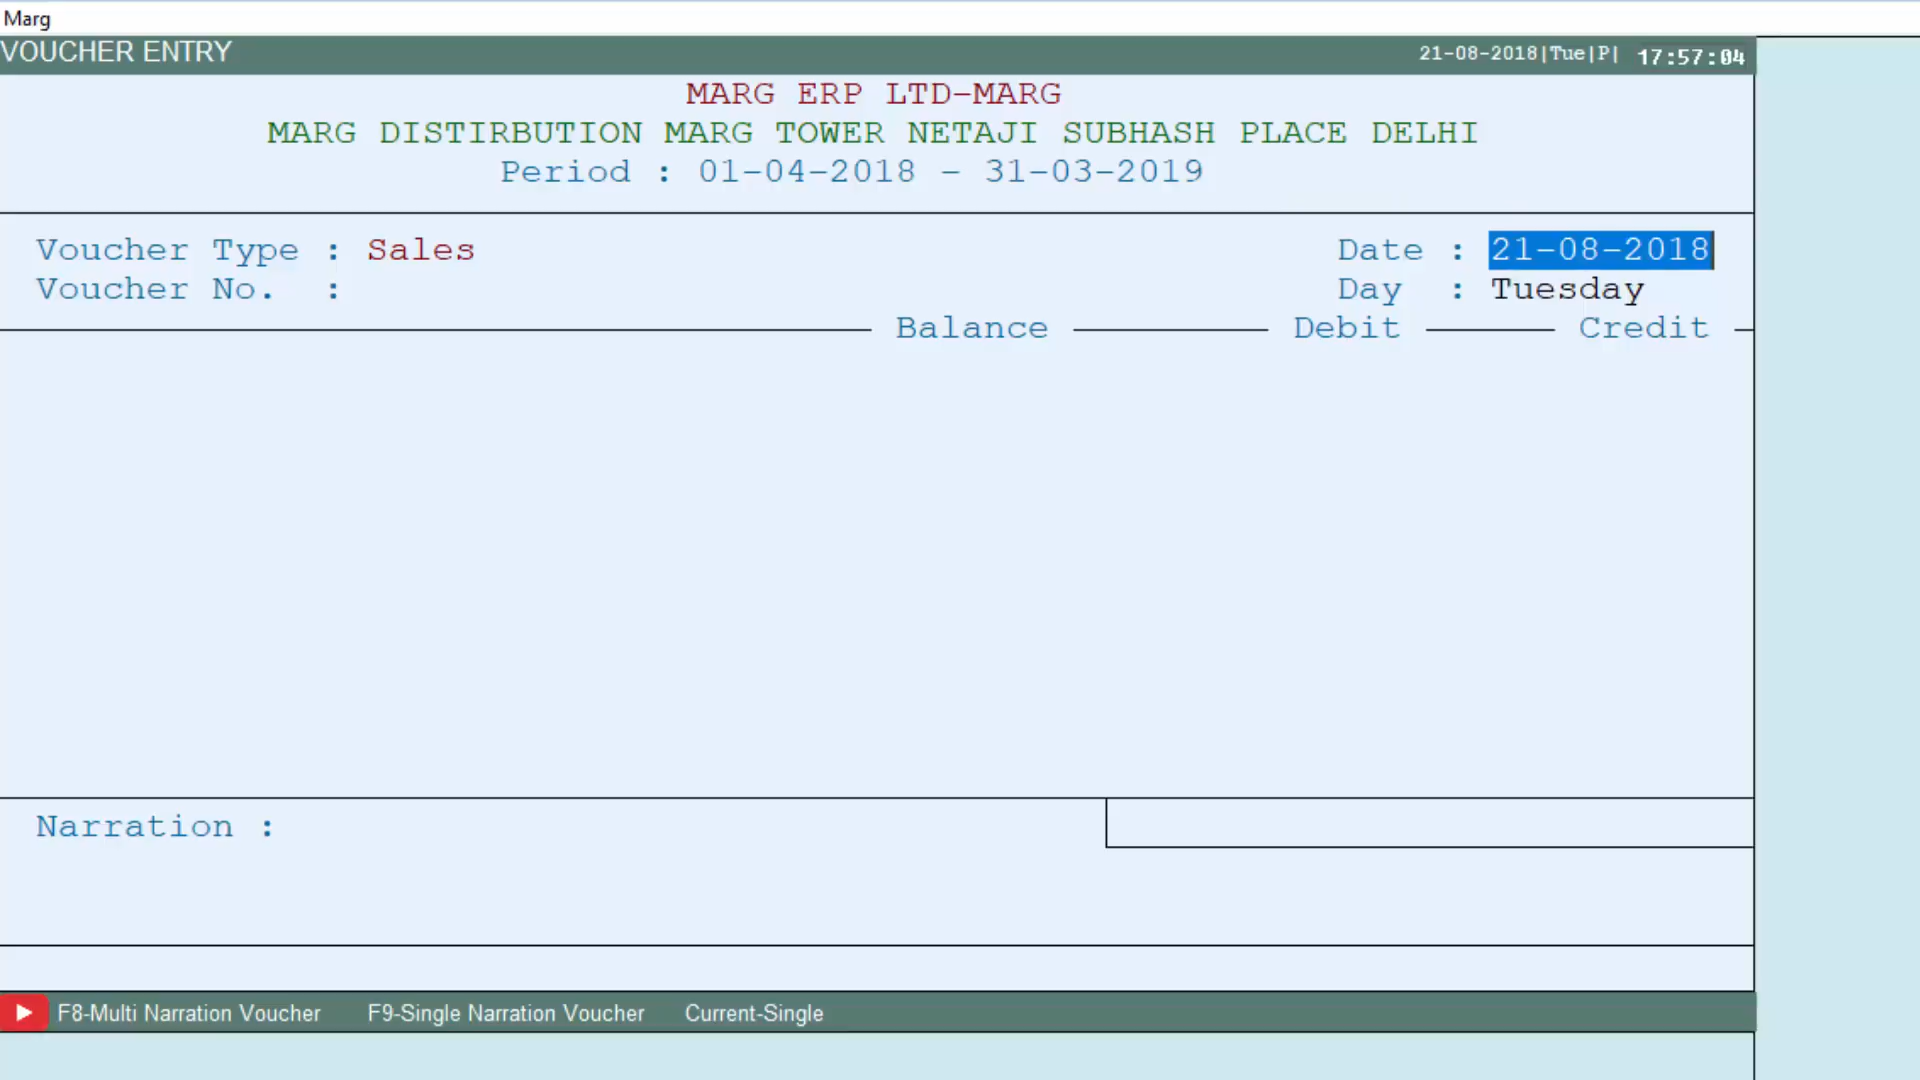 Marg
VOUCHER ENTRY 21-08-2018|Tue|P| 17:57:04
MARG ERP LTD-MARG
MARG DISTIRBUTION MARG TOWER NETAJI SUBHASH PLACE DELHI
Period : 01-04-2018 - 31-03-2019
Voucher Type : Sales Date : 21-08-2018
Voucher No. : Day : Tuesday
Balance Debit Credit
Narration :
F8-Multi Narration Voucher F9-Single Narration Voucher Current-Single